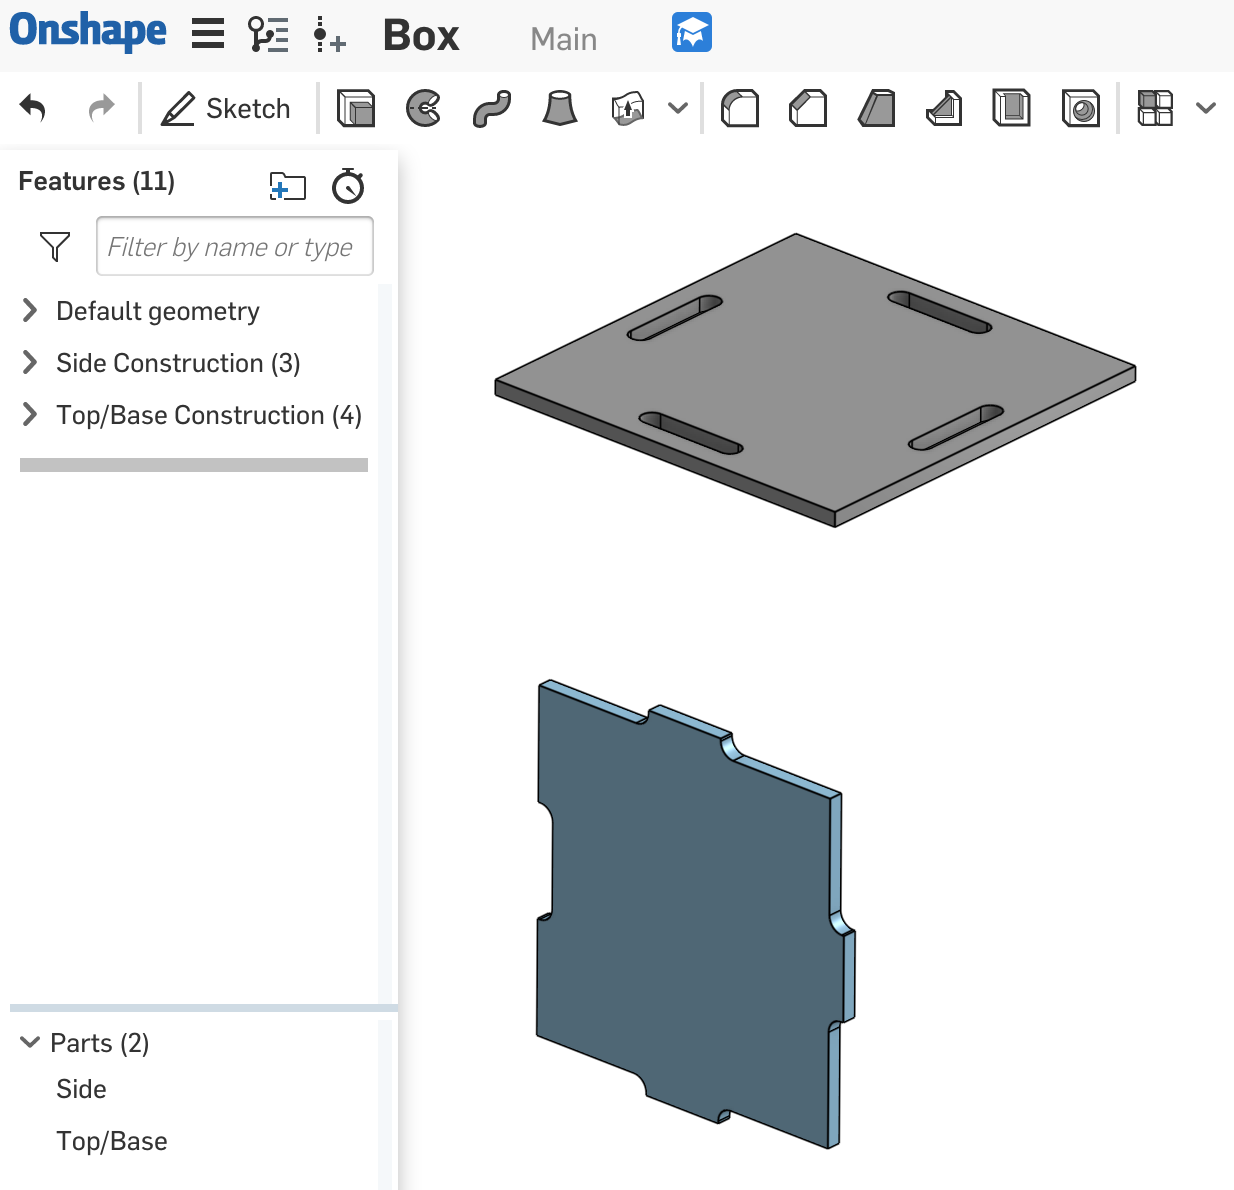 Onshape Box Main
Sketch
Features (11)
Filter by name or type
Default geometry
Side Construction (3)
Top/Base Construction (4)
Parts (2)
Side
Top/Base